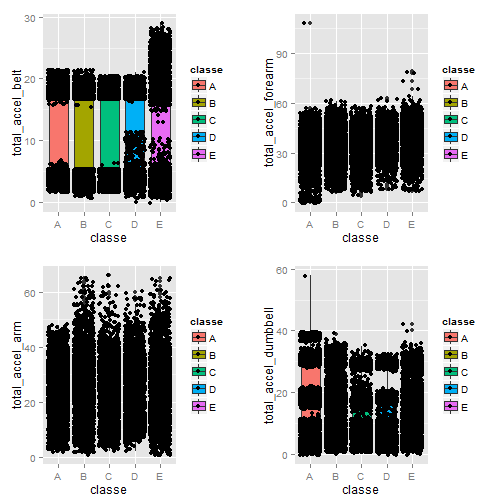 total_accel_belt
30
20
10
0
A B C D E
classe
classe
A
B
C
D
E
total_accel_forearm
90
60
30
0
A B C D E
classe
classe
A
B
C
D
E
total_accel_arm
60
40
20
0
A B C D E
classe
classe
A
B
C
D
E
total_accel_dumbbell
60
40
20
0
A B C D E
classe
classe
A
B
C
D
E